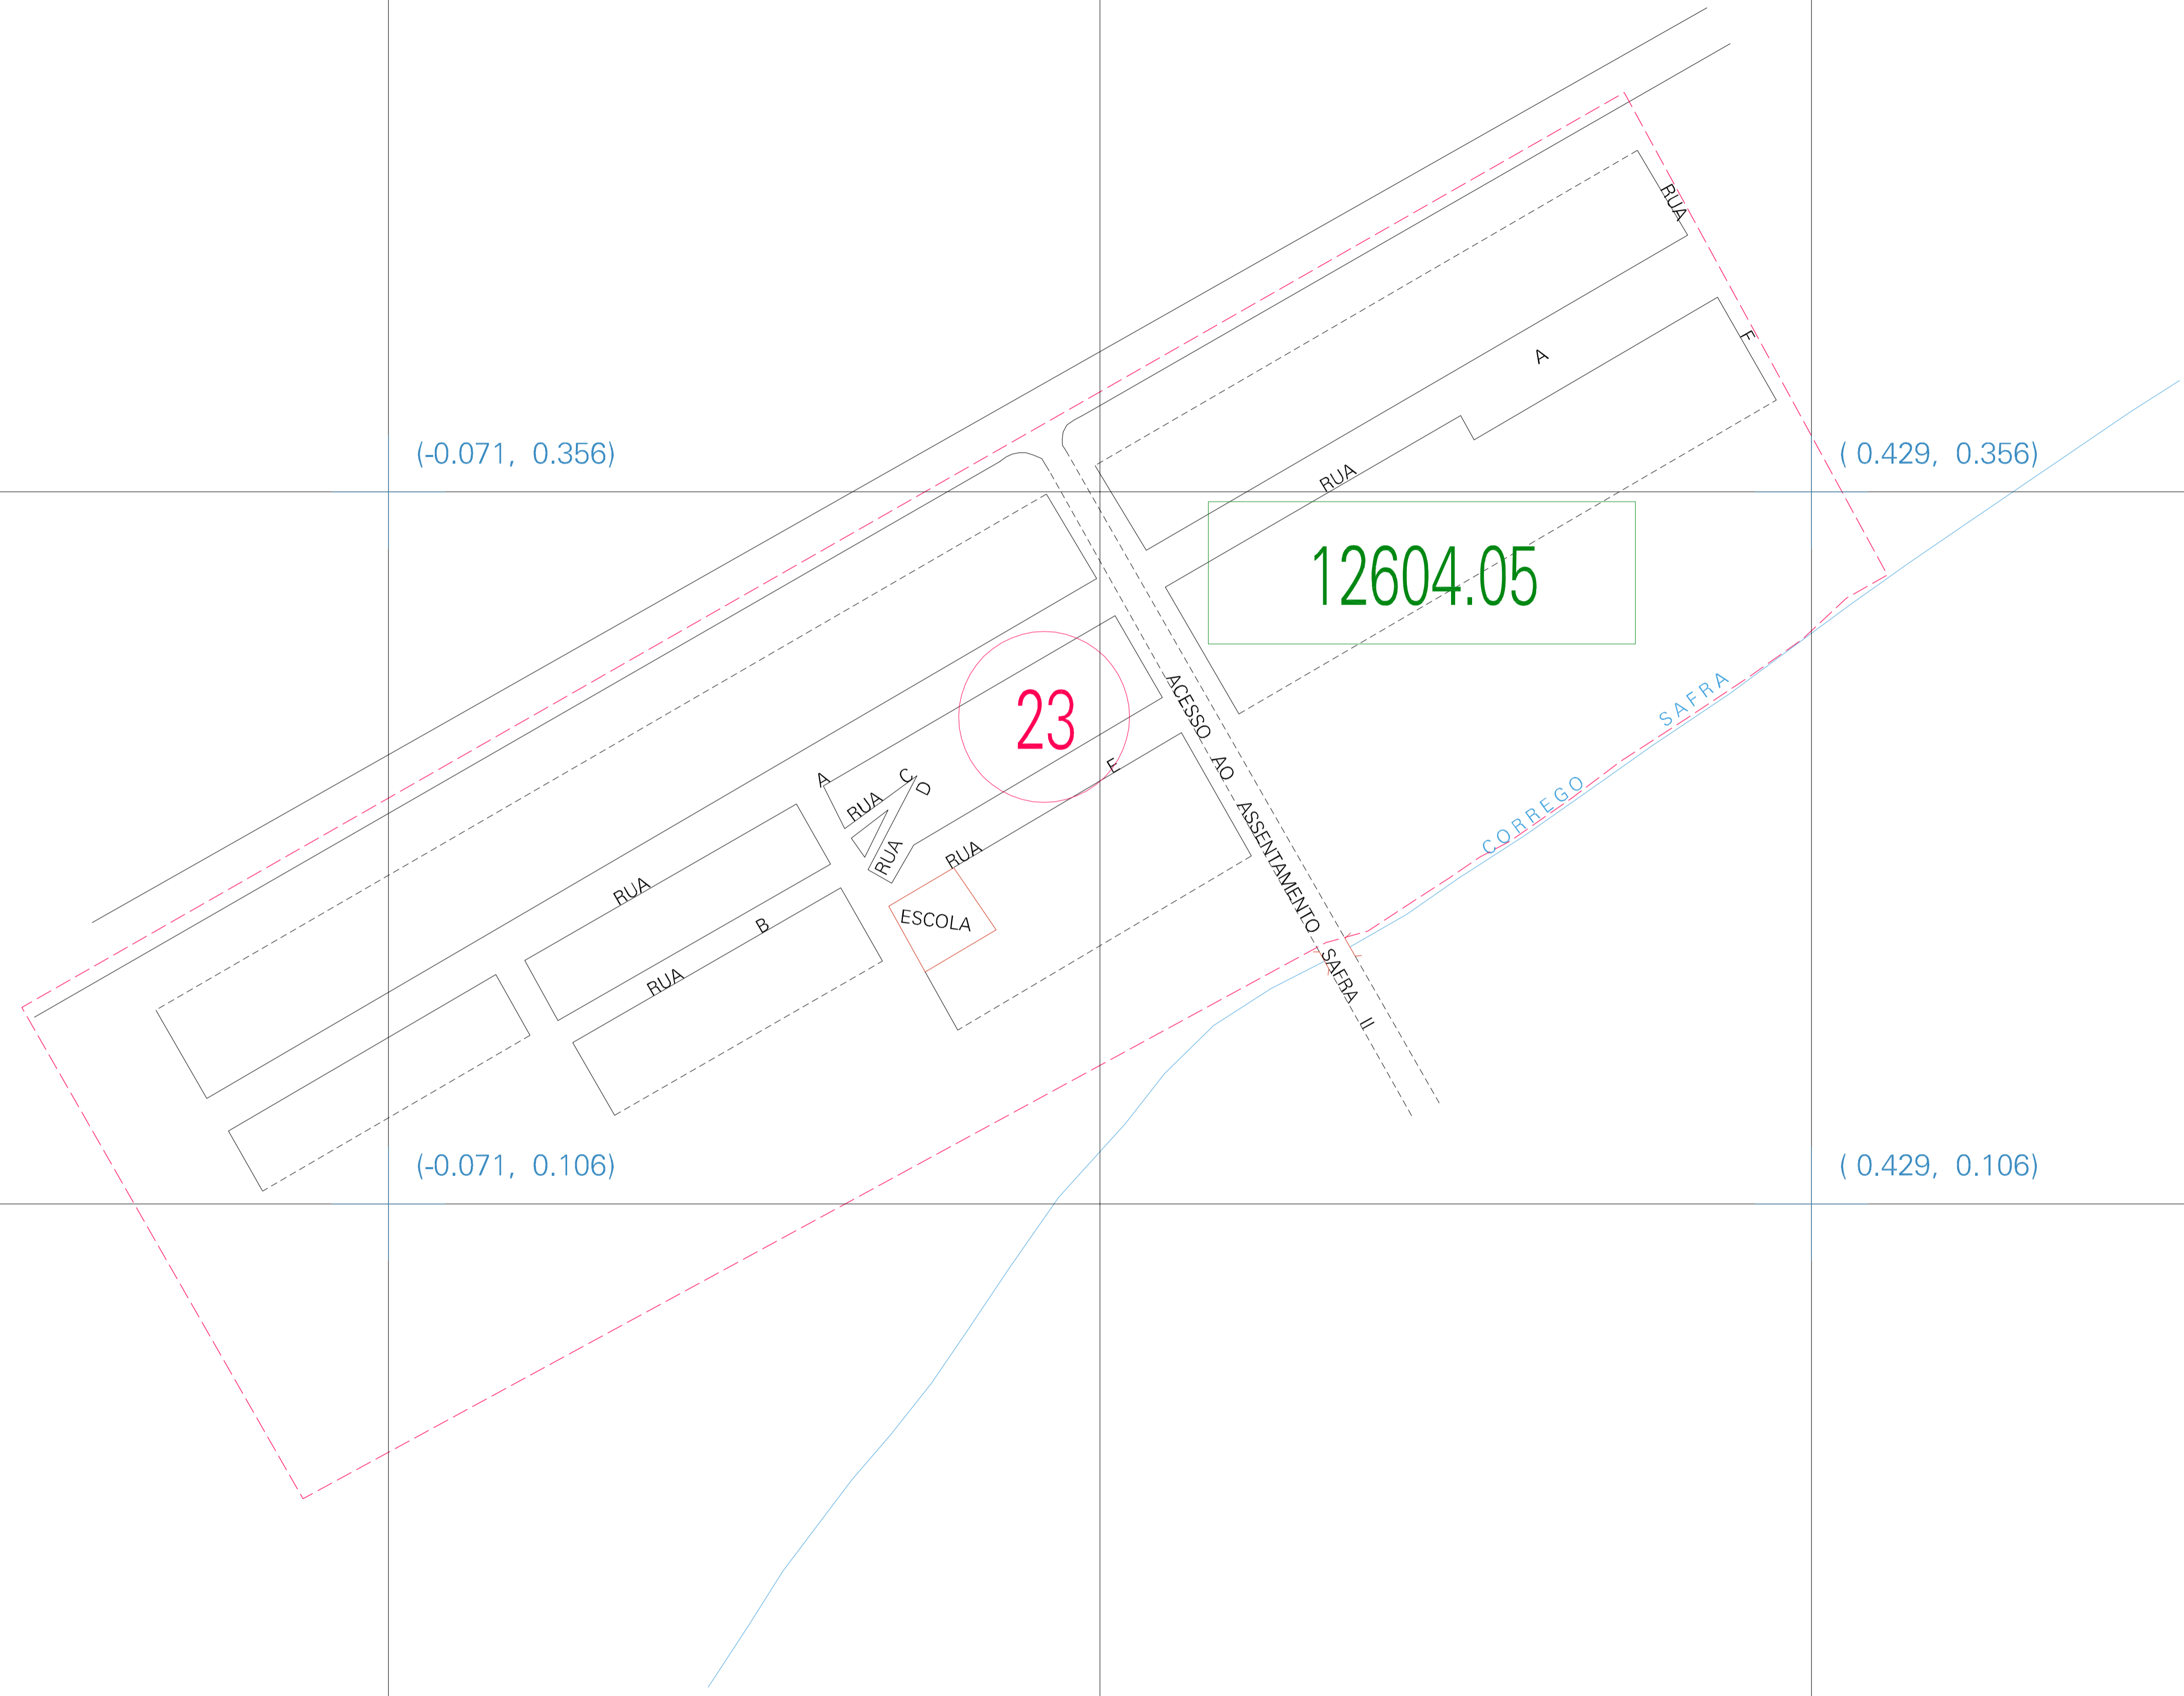 RUA
F
A
RUA
(-0.071, 0.356)
( 0.429, 0.356)
12604.05
23
ACESSO AO ASSENTAMENTO SAFRA II
CORREGO SAFRA
A
RUA C
RUA D
RUA E
RUA
ESCOLA
RUA B
(-0.071, 0.106)
( 0.429, 0.106)